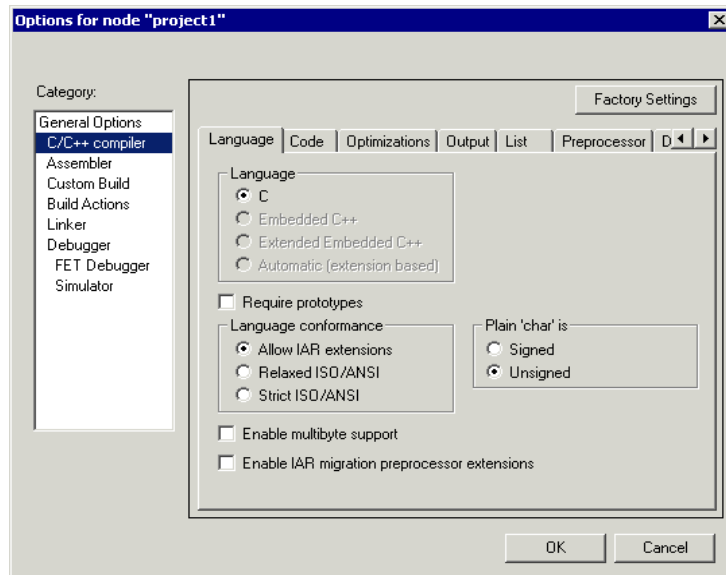 Options for node "project1"
Category:
Factory Settings
General Options
C/C++ compiler
Assembler
Custom Build
Build Actions
Linker
Debugger
FET Debugger
Simulator
Language Code Optimizations Output List Preprocessor D
Language
C
Embedded C++
Extended Embedded C++
Automatic (extension based)
Require prototypes
Language conformance
Allow IAR extensions
Relaxed ISO/ANSI
Strict ISO/ANSI
Plain 'char' is
Signed
Unsigned
Enable multibyte support
Enable IAR migration preprocessor extensions
OK Cancel